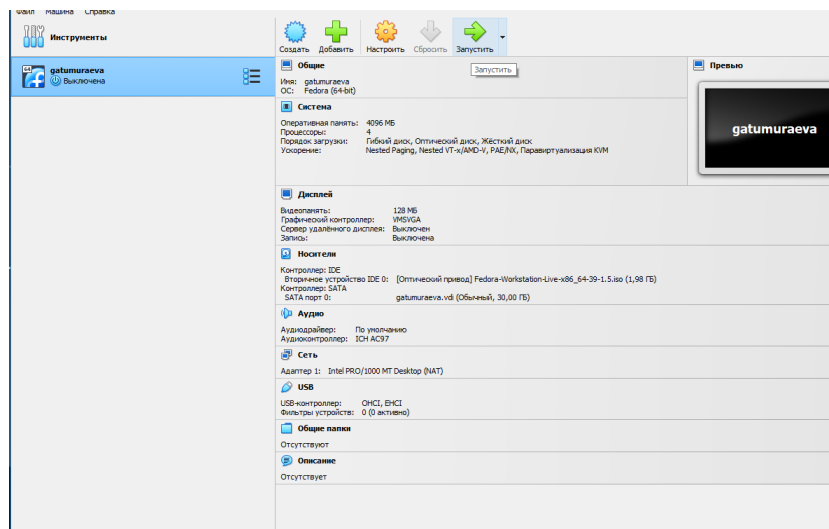 Файл Машина Справка
Инструменты
Создать Добавить Настроить Сбросить Запустить
64
gatumuraeva
Выключена
Запустить
Общие
Имя: gatumuraeva
ОС: Fedora (64-bit)
Система
Оперативная память: 4096 МБ
Процессоры: 4
Порядок загрузки: Гибкий диск, Оптический диск, Жёсткий диск
Ускорение: Nested Paging, Nested VT-x/AMD-V, PAE/NX, Паравиртуализация KVM
Дисплей
Видеопамять: 128 МБ
Графический контроллер: VMSVGA
Сервер удалённого дисплея: Выключен
Запись: Выключена
Носители
Контроллер: IDE
Вторичное устройство IDE 0: [Оптический привод] Fedora-Workstation-Live-x86_64-39-1.5.iso (1,98 ГБ)
Контроллер: SATA
SATA порт 0: gatumuraeva.vdi (Обычный, 30,00 ГБ)
Аудио
Аудиодрайвер: По умолчанию
Аудиоконтроллер: ICH AC97
Сеть
Адаптер 1: Intel PRO/1000 MT Desktop (NAT)
USB
USB-контроллер: OHCI, EHCI
Фильтры устройств: 0 (0 активно)
Общие папки
Отсутствуют
Описание
Отсутствует
Превью
gatumuraeva